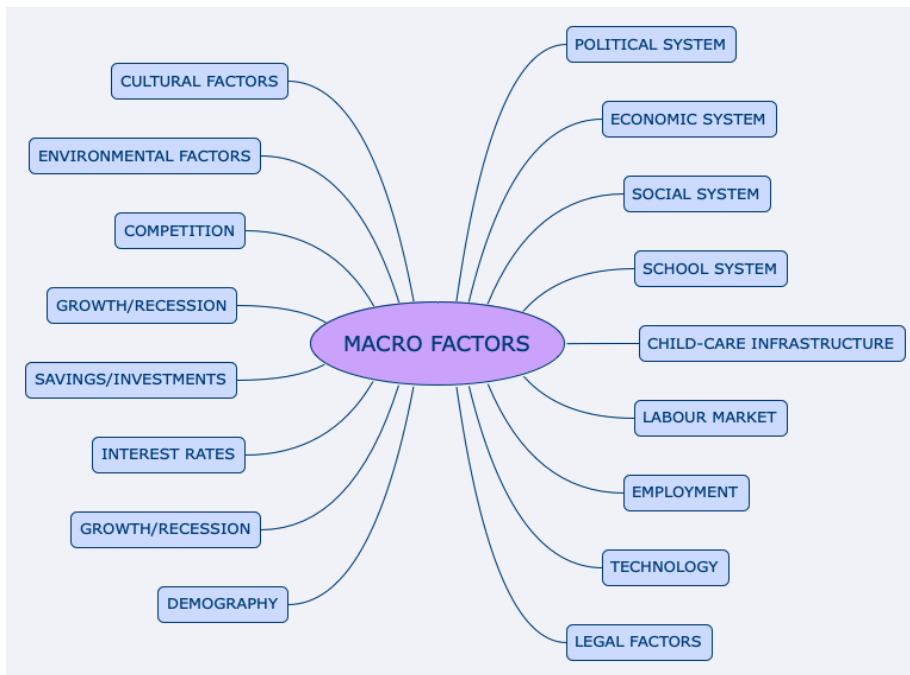 POLITICAL SYSTEM
CULTURAL FACTORS
ECONOMIC SYSTEM
ENVIRONMENTAL FACTORS
SOCIAL SYSTEM
COMPETITION
SCHOOL SYSTEM
GROWTH/RECESSION
MACRO FACTORS
CHILD-CARE INFRASTRUCTURE
SAVINGS/INVESTMENTS
LABOUR MARKET
INTEREST RATES
EMPLOYMENT
GROWTH/RECESSION
TECHNOLOGY
DEMOGRAPHY
LEGAL FACTORS